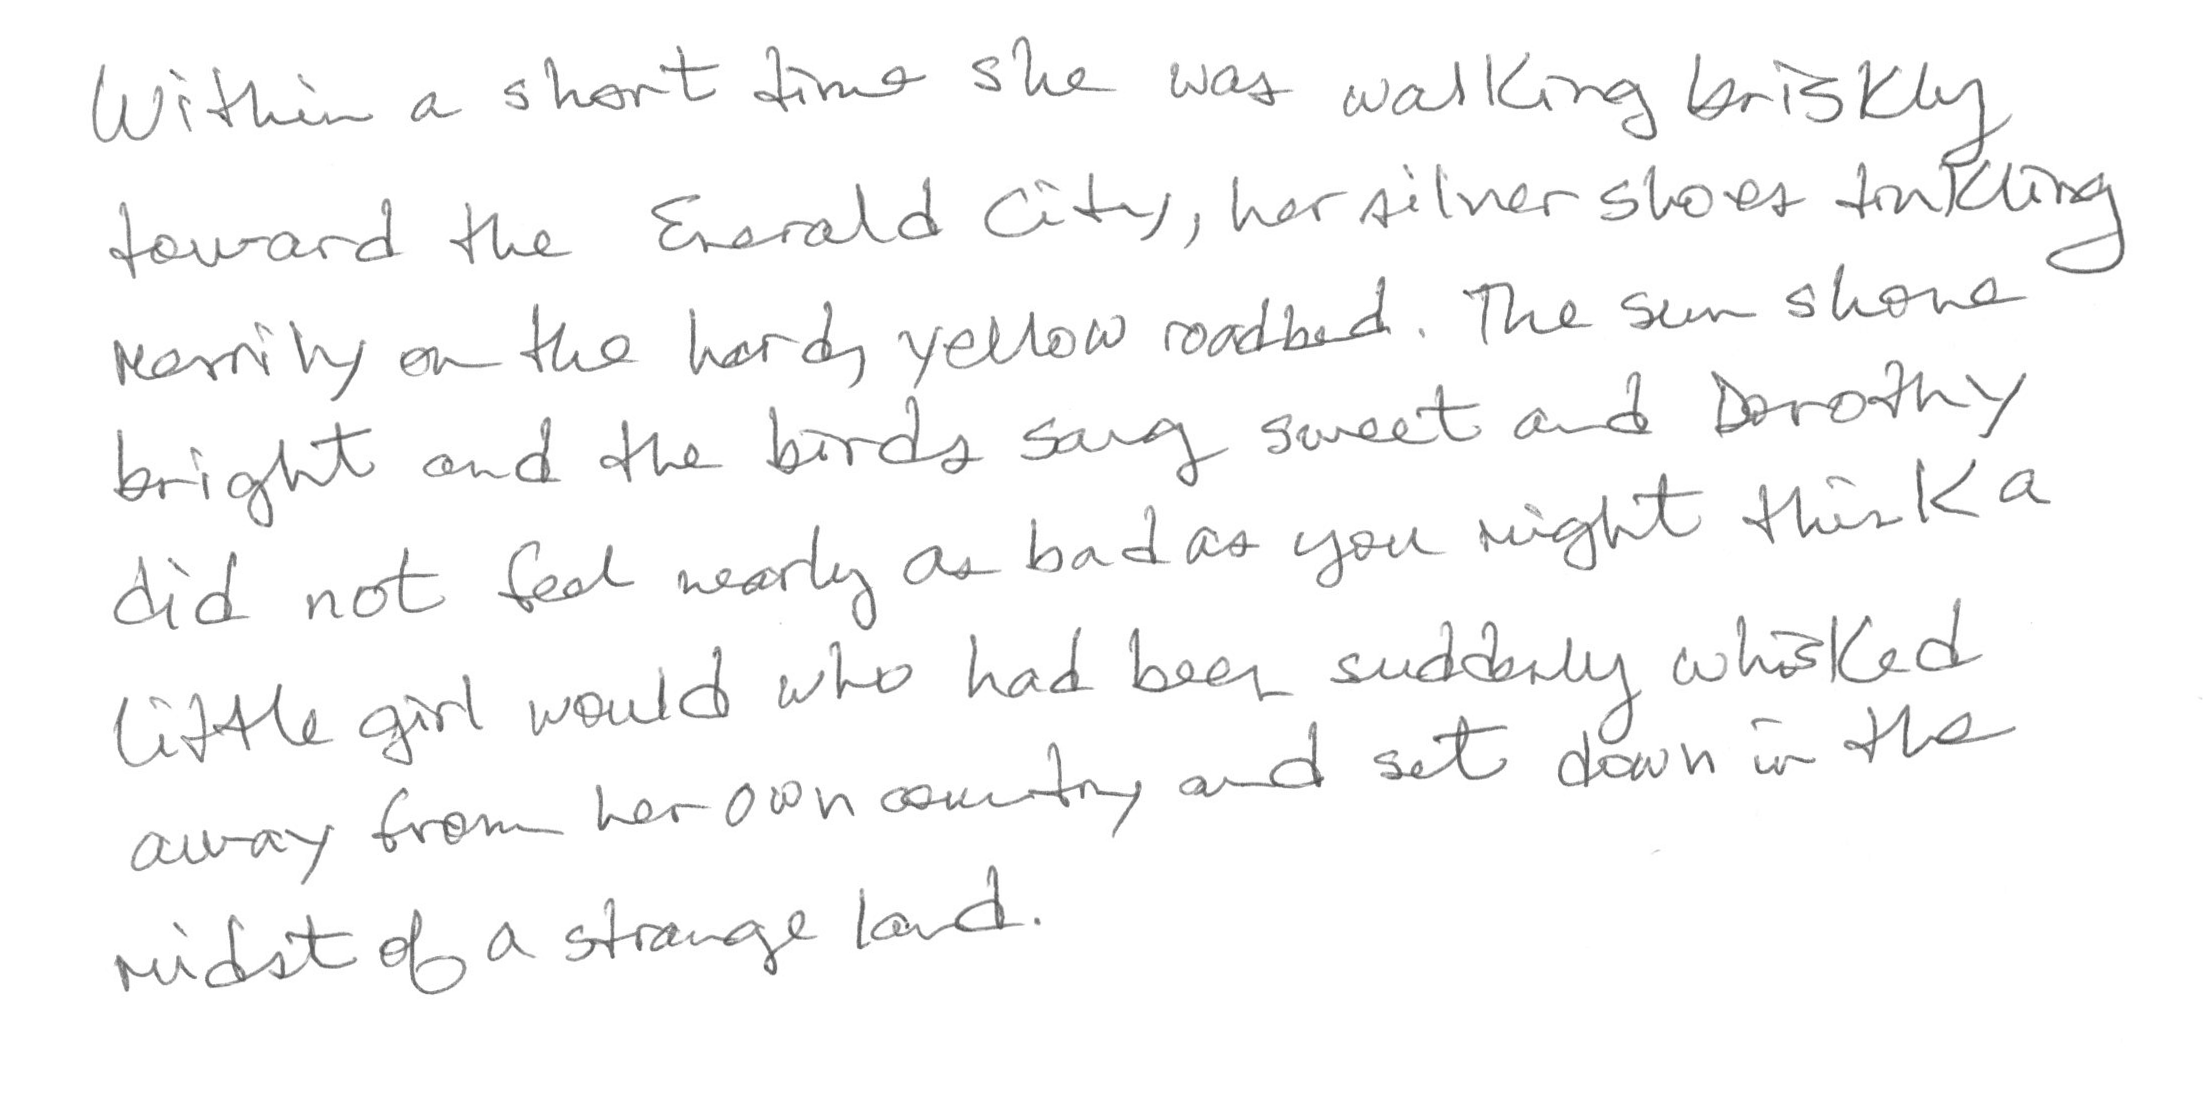 Within a short time she was walking briskly
toward the Emerald City, her silver shoes tinkling
merrily on the hard, yellow roadbed. The sun shone
bright and the birds sang sweet and Dorothy
did not feel nearly as bad as you might think a
little girl would who had been suddenly whisked
away from her own country and set down in the
midst of a strange land.